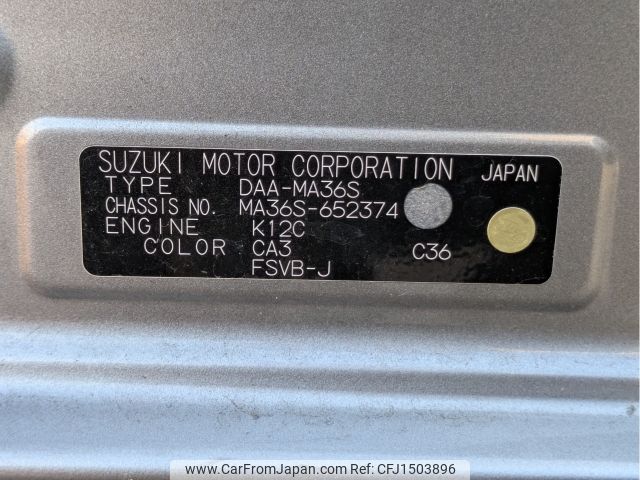 SUZUKI MOTOR CORPORATION JAPAN
TYPE DAA-MA36S
CHASSIS NO. MA36S-652374
ENGINE K12C
COLOR CA3 C36
FSVB-J
www.CarFromJapan.com CFJ1503896